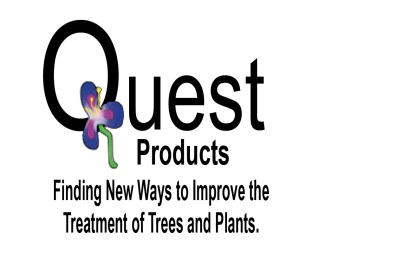 Quest
Products
Finding New Ways to Improve the
Treatment of Trees and Plants.